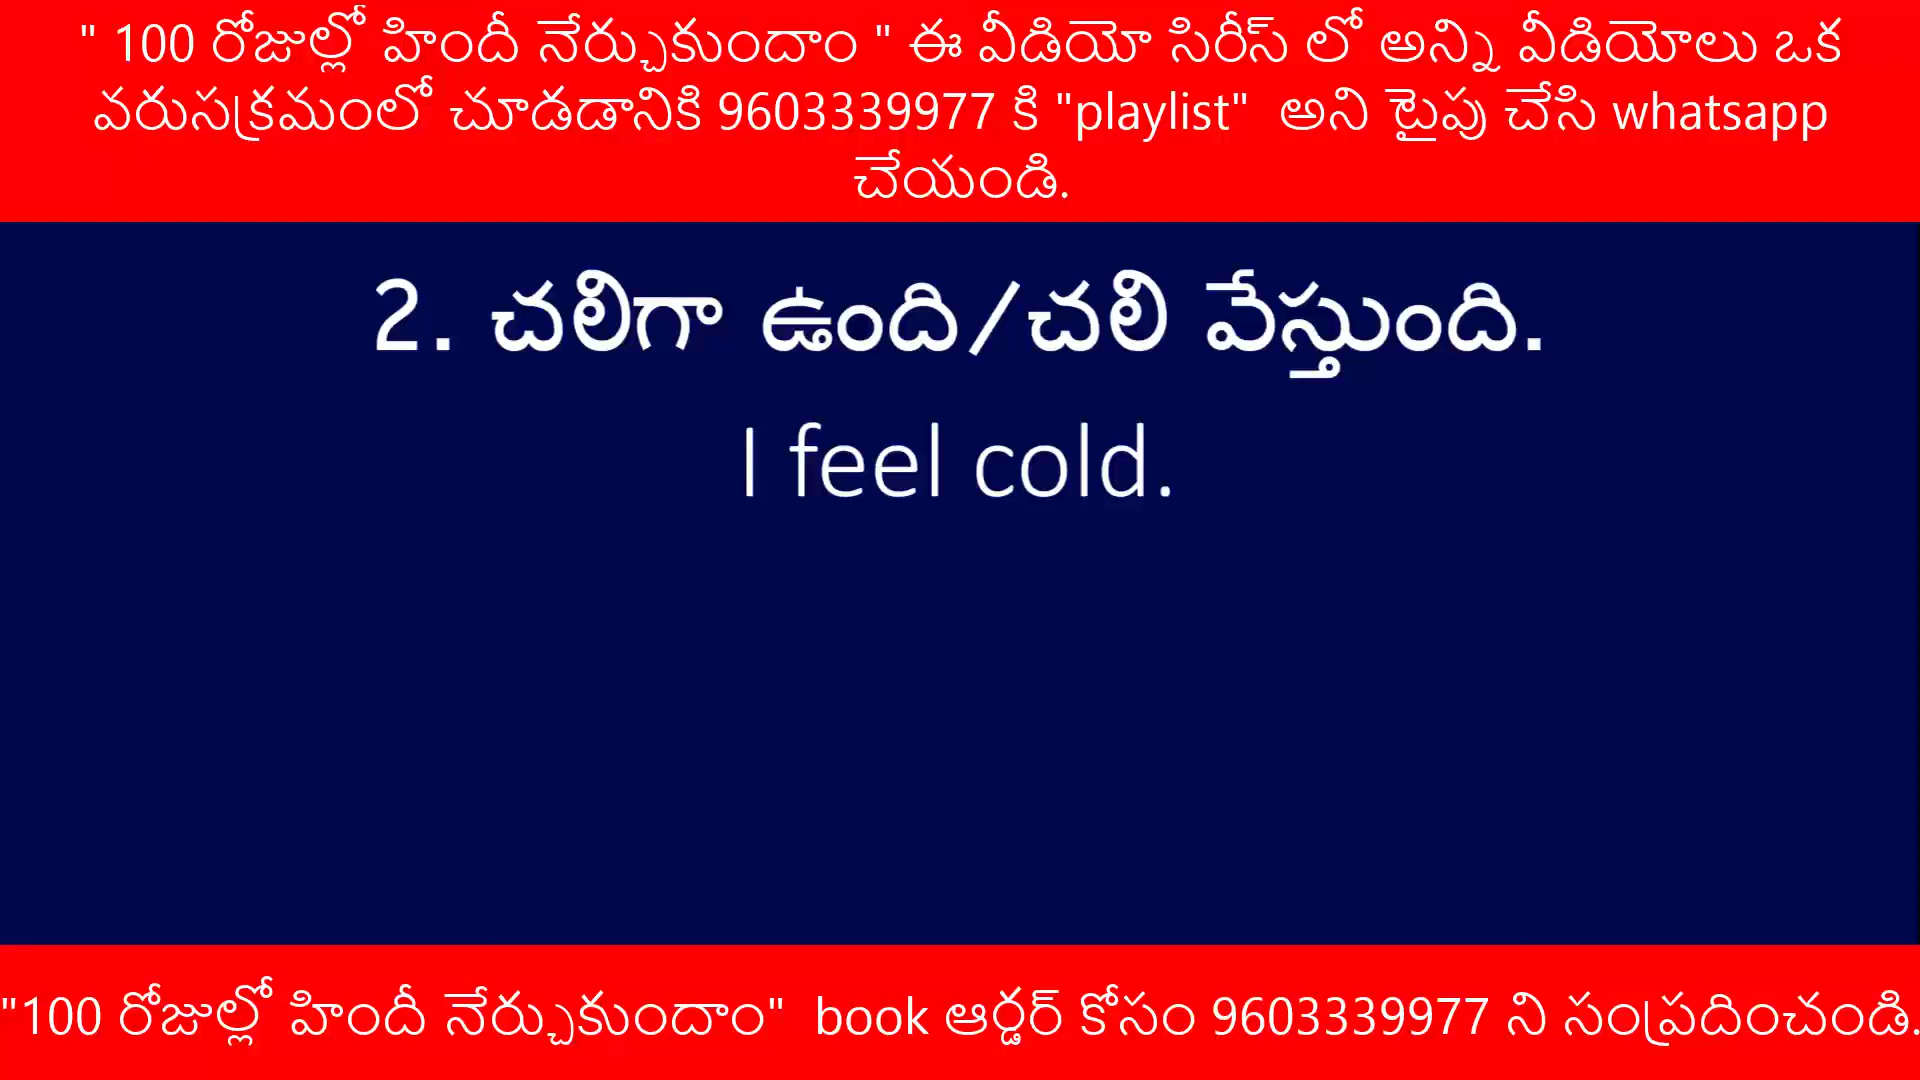 " 100 రోజుల్లో హిందీ నేర్చుకుందాం " ఈ వీడియో సిరీస్ లో అన్ని వీడియోలు ఒక
వరుసక్రమంలో చూడడానికి 9603339977 కి "playlist" అని టైపు చేసి whatsapp
చేయండి.
2. చలిగా ఉంది/చలి వేస్తుంది.
I feel cold.
"100 రోజుల్లో హిందీ నేర్చుకుందాం" book ఆర్డర్ కోసం 9603339977 ని సంప్రదించండి.